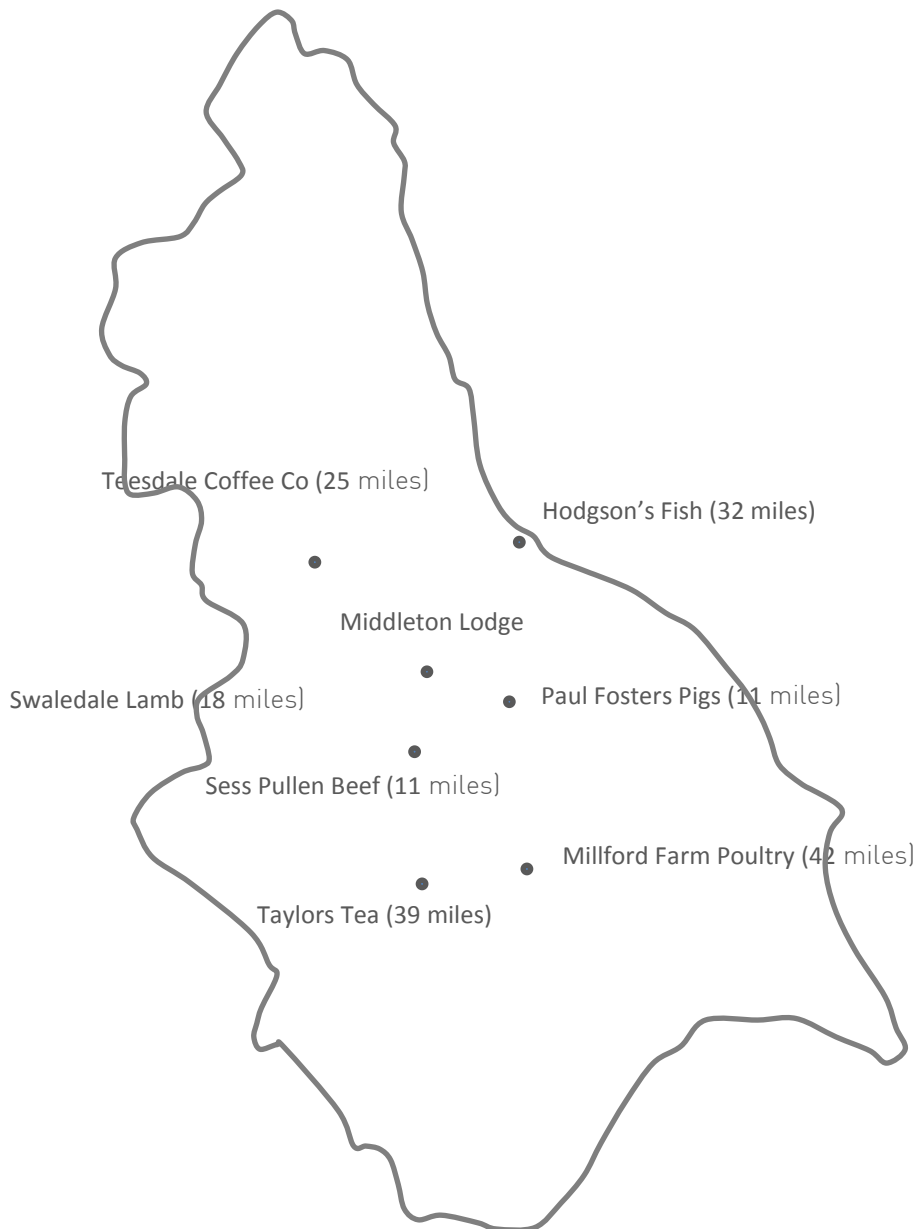 Teesdale Coffee Co (25 miles)
Hodgson’s Fish (32 miles)
Middleton Lodge
Swaledale Lamb (18 miles)
Paul Fosters Pigs (11 miles)
Sess Pullen Beef (11 miles)
Millford Farm Poultry (42 miles)
Taylors Tea (39 miles)